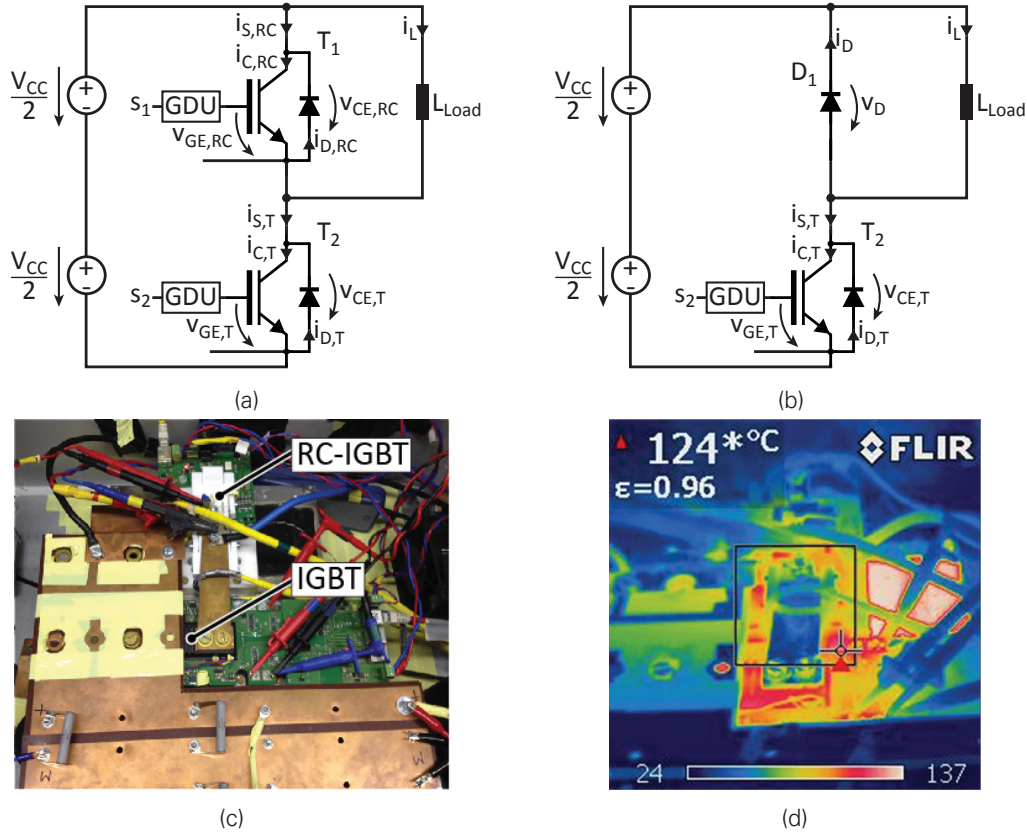 i_S,RC
T_1
i_C,RC
i_L
V_CC
2
+
-
s_1
GDU
v_CE,RC
L_Load
v_GE,RC
i_D,RC
i_S,T
T_2
i_C,T
V_CC
2
+
-
s_2
GDU
v_CE,T
v_GE,T
i_D,T
(a)
i_D
i_L
D_1
V_CC
2
+
-
v_D
L_Load
i_S,T
T_2
i_C,T
V_CC
2
+
-
s_2
GDU
v_CE,T
v_GE,T
i_D,T
(b)
RC-IGBT
IGBT
+
+
M
M
(c)
124*°C
FLIR
ε=0.96
24
137
(d)